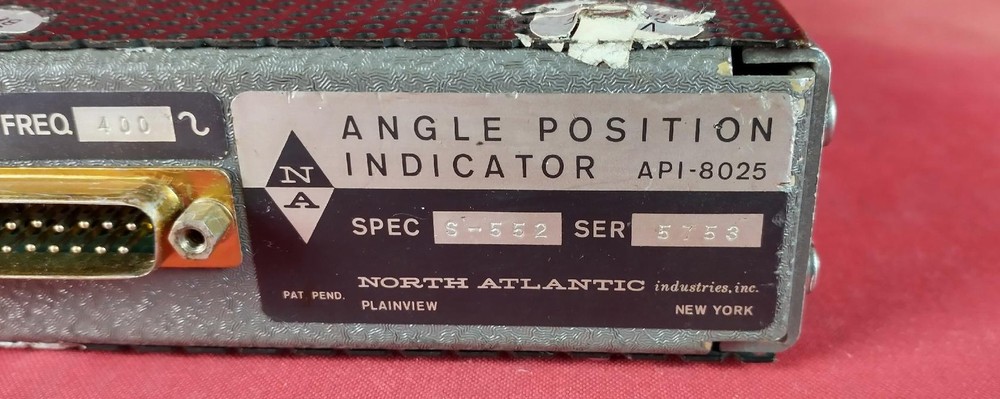 FREQ 400
ANGLE POSITION
INDICATOR API-8025
N
A
SPEC S-552 SER 5753
NORTH ATLANTIC industries, inc.
PAT. PEND. PLAINVIEW NEW YORK